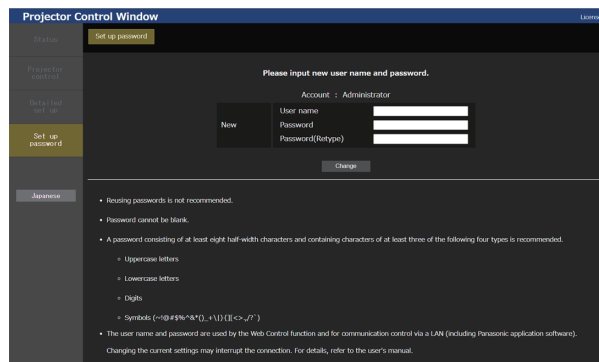 Projector Control Window
Licens
Status
Set up password
Projector
control
Detailed
set up
Set up
password
Japanese
Please input new user name and password.
Account : Administrator
New
User name
Password
Password(Retype)
Change
• Reusing passwords is not recommended.
• Password cannot be blank.
• A password consisting of at least eight half-width characters and containing characters of at least three of the following four types is recommended.
Uppercase letters
Lowercase letters
Digits
Symbols (~!@#$%^&*()_+\|}{][<>.,/?`)
• The user name and password are used by the Web Control function and for communication control via a LAN (including Panasonic application software).
Changing the current settings may interrupt the connection. For details, refer to the user's manual.